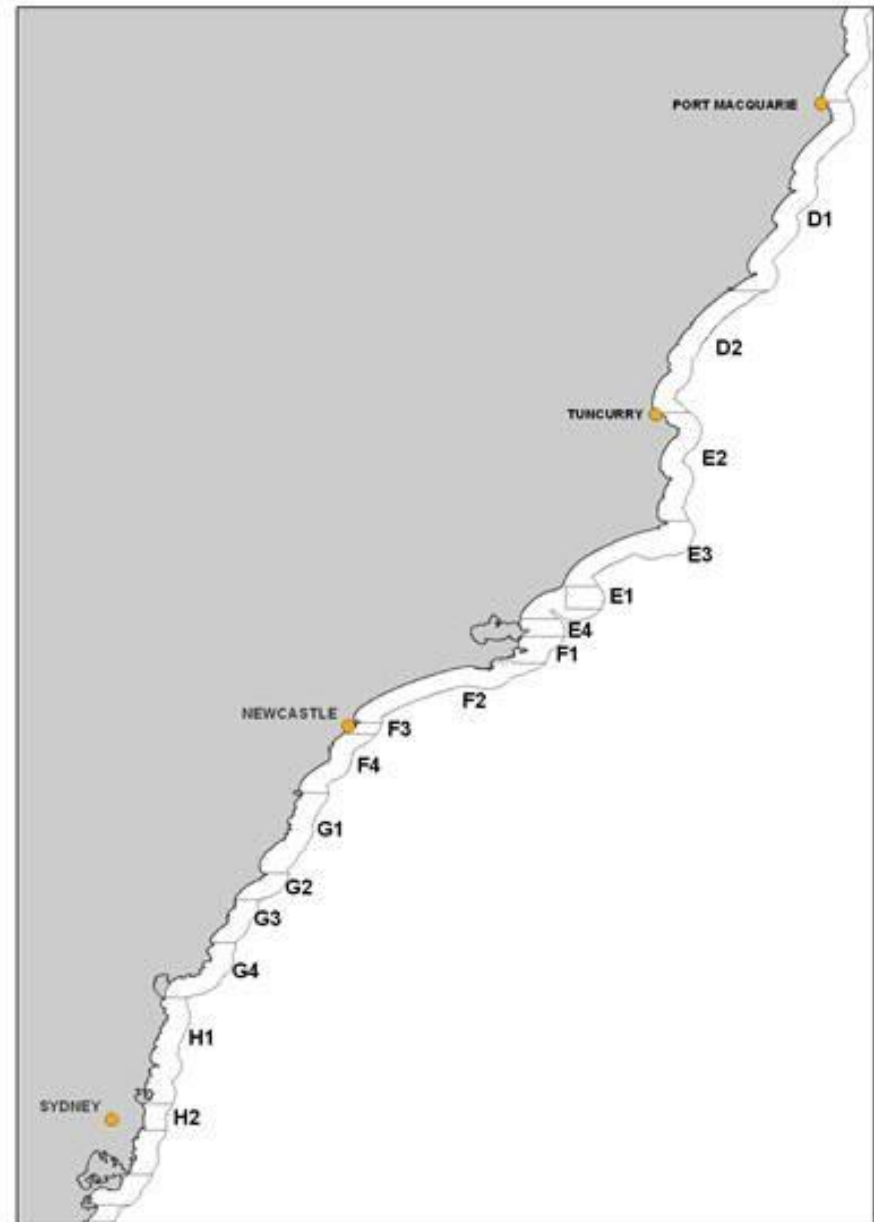 PORT MACQUARIE
D1
D2
TUNCURRY
E2
E3
E1
E4
F1
F2
NEWCASTLE
F3
F4
G1
G2
G3
G4
H1
SYDNEY
H2